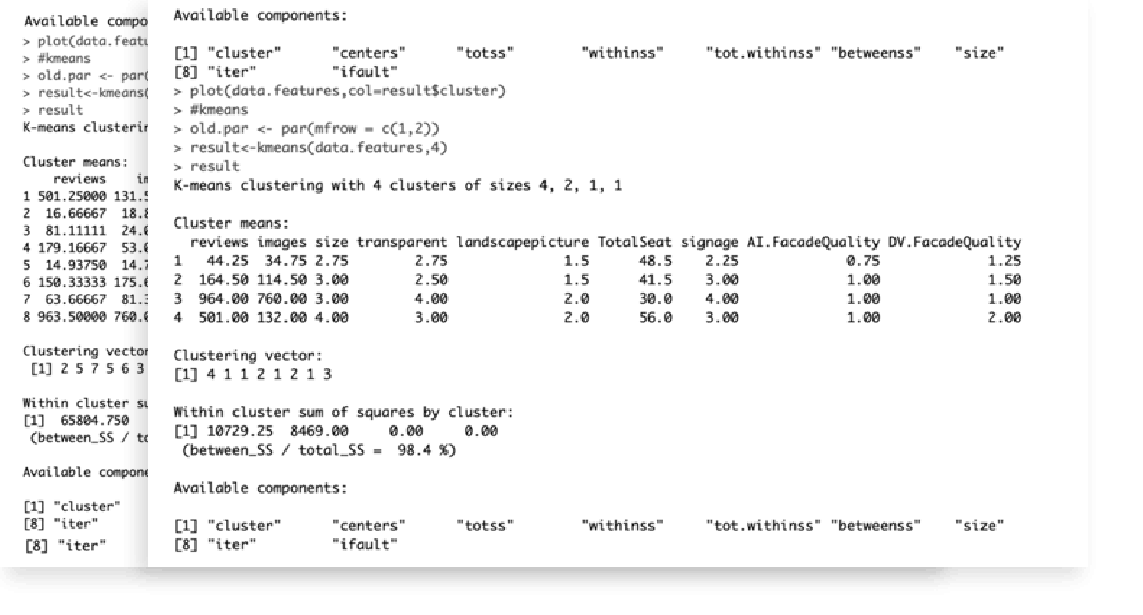 Available compo
> plot(data.featu
> #kmeans
> old.par <- par(
> result<-kmeans(
> result
K-means clusterin
Cluster means:
reviews im
1 501.25000 131.5
2 16.66667 18.8
3 81.11111 24.6
4 179.16667 53.6
5 14.93750 14.7
6 150.33333 175.6
7 63.66667 81.3
8 963.50000 760.6
Clustering vector
[1] 2 5 7 5 6 3
Within cluster su
[1] 65804.750
(between_SS / to
Available compone
[1] "cluster"
[8] "iter"
[8] "iter"
Available components:
[1] "cluster" "centers" "totss" "withinss" "tot.withinss" "betweenss" "size"
[8] "iter" "ifault"
> plot(data.features,col=result$cluster)
> #kmeans
> old.par <- par(mfrow = c(1,2))
> result<-kmeans(data.features,4)
> result
K-means clustering with 4 clusters of sizes 4, 2, 1, 1
Cluster means:
reviews images size transparent landscapepicture TotalSeat signage AI.FacadeQuality DV.FacadeQuality
1 44.25 34.75 2.75 2.75 1.5 48.5 2.25 0.75 1.25
2 164.50 114.50 3.00 2.50 1.5 41.5 3.00 1.00 1.50
3 964.00 760.00 3.00 4.00 2.0 30.0 4.00 1.00 1.00
4 501.00 132.00 4.00 3.00 2.0 56.0 3.00 1.00 2.00
Clustering vector:
[1] 4 1 1 2 1 2 1 3
Within cluster sum of squares by cluster:
[1] 10729.25 8469.00 0.00 0.00
(between_SS / total_SS = 98.4 %)
Available components:
[1] "cluster" "centers" "totss" "withinss" "tot.withinss" "betweenss" "size"
[8] "iter" "ifault"